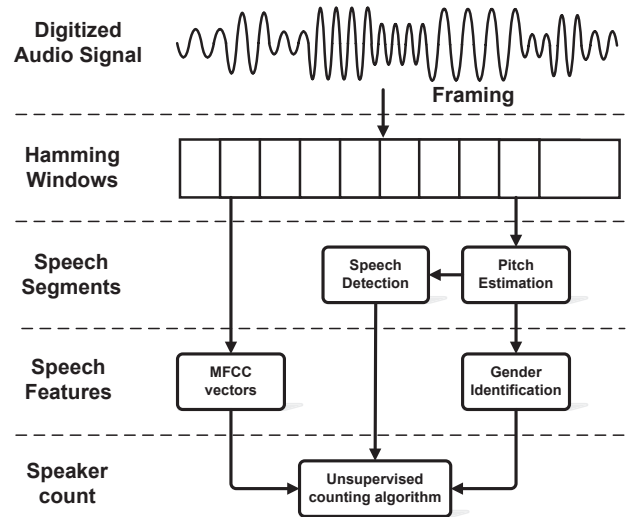 Digitized
Audio Signal
Framing
Hamming
Windows
Speech
Segments
Speech
Detection
Pitch
Estimation
Speech
Features
MFCC
vectors
Gender
Identification
Speaker
count
Unsupervised
counting algorithm